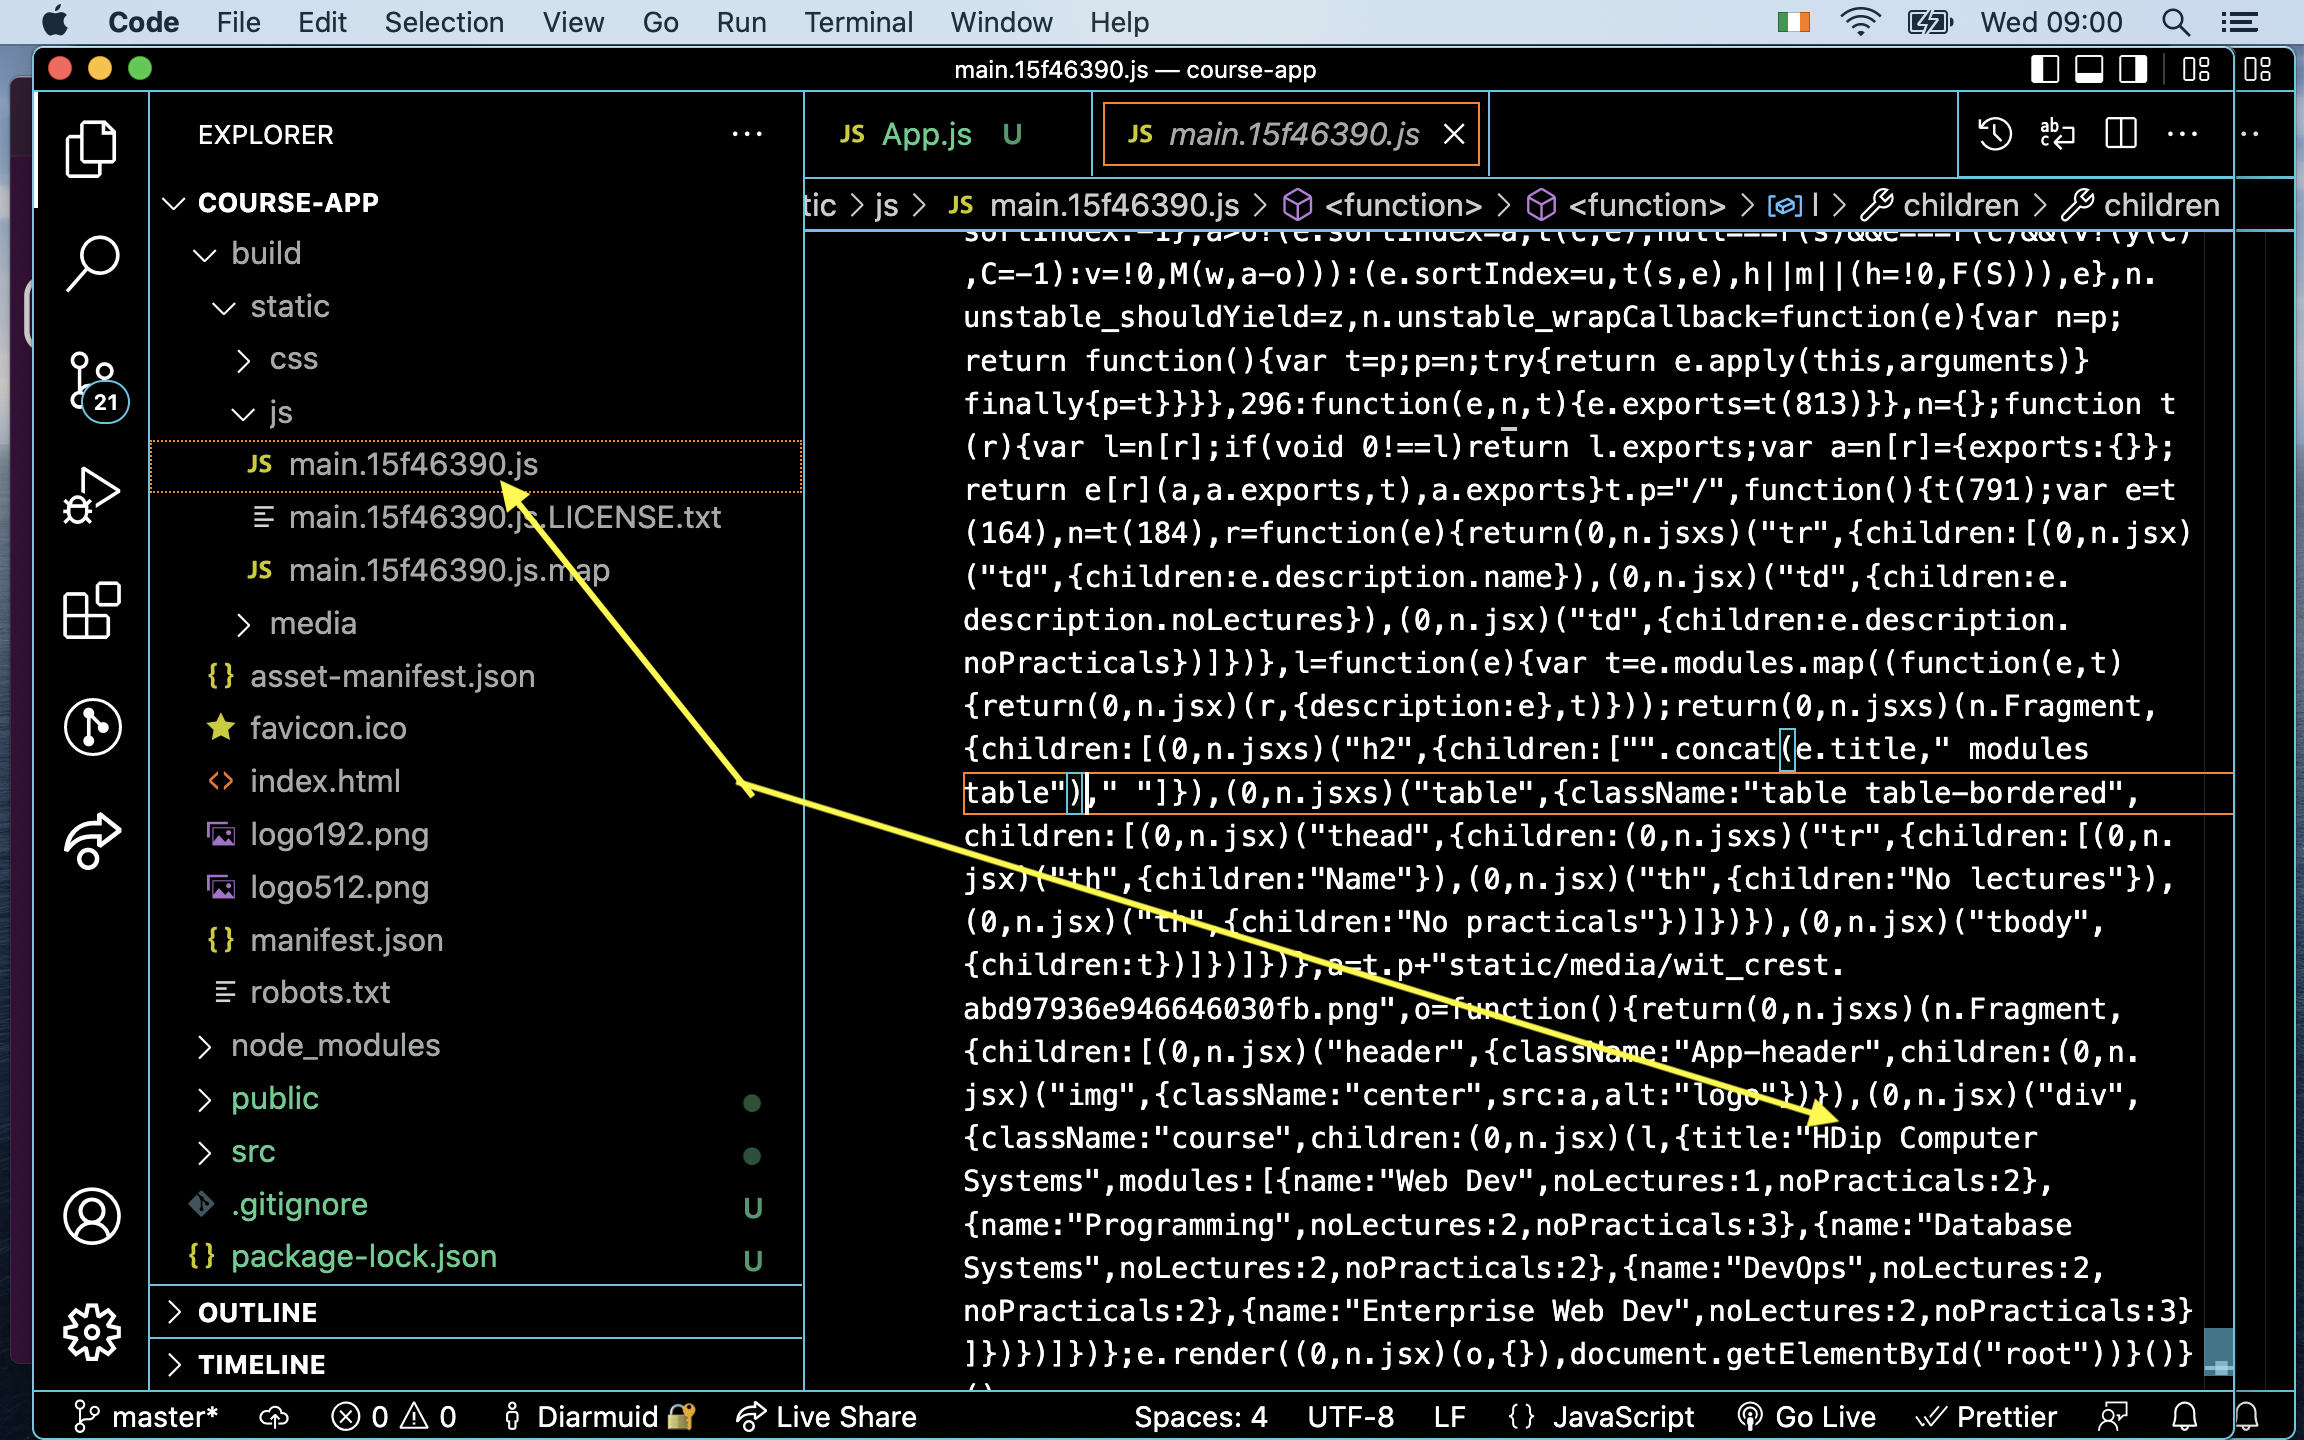 Code File Edit Selection View Go Run Terminal Window Help Wed 09:00
main.15f46390.js — course-app
EXPLORER ···
JS App.js U
JS main.15f46390.js
tic > js > JS main.15f46390.js > <function> > <function> > l > children > children
COURSE-APP
build
static
css
js
JS main.15f46390.js
main.15f46390.js.LICENSE.txt
JS main.15f46390.js.map
media
{} asset-manifest.json
favicon.ico
<> index.html
logo192.png
logo512.png
{} manifest.json
robots.txt
node_modules
public
src
.gitignore U
{} package-lock.json U
OUTLINE
TIMELINE
21
sortIndex:-1},a>o?(e.sortIndex=a,t(c,e),null===r(s)&&e===r(c)&&(v?(y(C)
,C=-1):v=!0,M(w,a-o))):(e.sortIndex=u,t(s,e),h||m||(h=!0,F(S))),e},n.
unstable_shouldYield=z,n.unstable_wrapCallback=function(e){var n=p;
return function(){var t=p;p=n;try{return e.apply(this,arguments)}
finally{p=t}}}},296:function(e,n,t){e.exports=t(813)}},n={};function t
(r){var l=n[r];if(void 0!==l)return l.exports;var a=n[r]={exports:{}};
return e[r](a,a.exports,t),a.exports}t.p="/",function(){t(791);var e=t
(164),n=t(184),r=function(e){return(0,n.jsxs)("tr",{children:[(0,n.jsx)
("td",{children:e.description.name}),(0,n.jsx)("td",{children:e.
description.noLectures}),(0,n.jsx)("td",{children:e.description.
noPracticals})]})},l=function(e){var t=e.modules.map((function(e,t)
{return(0,n.jsx)(r,{description:e},t)}));return(0,n.jsxs)(n.Fragment,
{children:[(0,n.jsxs)("h2",{children:["".concat(e.title," modules
table")," "]}),(0,n.jsxs)("table",{className:"table table-bordered",
children:[(0,n.jsx)("thead",{children:(0,n.jsxs)("tr",{children:[(0,n.
jsx)("th",{children:"Name"}),(0,n.jsx)("th",{children:"No lectures"}),
(0,n.jsx)("th",{children:"No practicals"})]})}),(0,n.jsx)("tbody",
{children:t})]})]})},a=t.p+"static/media/wit_crest.
abd97936e946646030fb.png",o=function(){return(0,n.jsxs)(n.Fragment,
{children:[(0,n.jsx)("header",{className:"App-header",children:(0,n.
jsx)("img",{className:"center",src:a,alt:"logo"})}),(0,n.jsx)("div",
{className:"course",children:(0,n.jsx)(l,{title:"HDip Computer
Systems",modules:[{name:"Web Dev",noLectures:1,noPracticals:2},
{name:"Programming",noLectures:2,noPracticals:3},{name:"Database
Systems",noLectures:2,noPracticals:2},{name:"DevOps",noLectures:2,
noPracticals:2},{name:"Enterprise Web Dev",noLectures:2,noPracticals:3}
]})})]})};e.render((0,n.jsx)(o,{}),document.getElementById("root"))}()}
master* 0 0 Diarmuid Live Share Spaces: 4 UTF-8 LF {} JavaScript Go Live Prettier